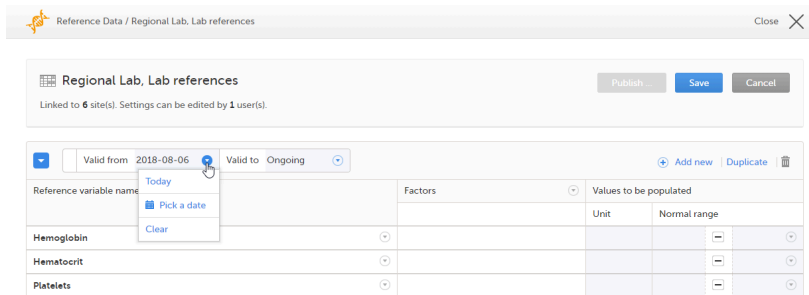 Reference Data / Regional Lab, Lab references Close
Regional Lab, Lab references
Publish ... Save Cancel
Linked to 6 site(s). Settings can be edited by 1 user(s).
Valid from 2018-08-06 Valid to Ongoing Add new Duplicate
Today
Pick a date
Clear
Reference variable name Factors Values to be populated
Unit Normal range
Hemoglobin
Hematocrit
Platelets